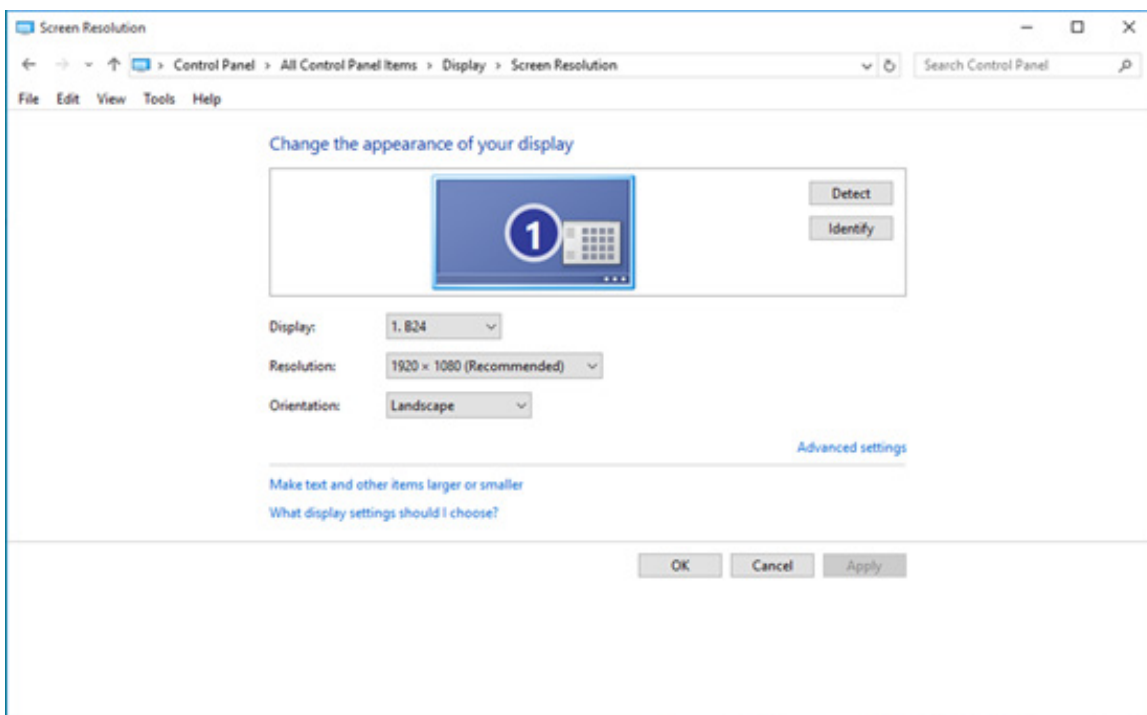 Screen Resolution
Control Panel > All Control Panel Items > Display > Screen Resolution
Search Control Panel
File Edit View Tools Help
Change the appearance of your display
1
Detect
Identify
Display: 1. B24
Resolution: 1920 × 1080 (Recommended)
Orientation: Landscape
Advanced settings
Make text and other items larger or smaller
What display settings should I choose?
OK Cancel Apply